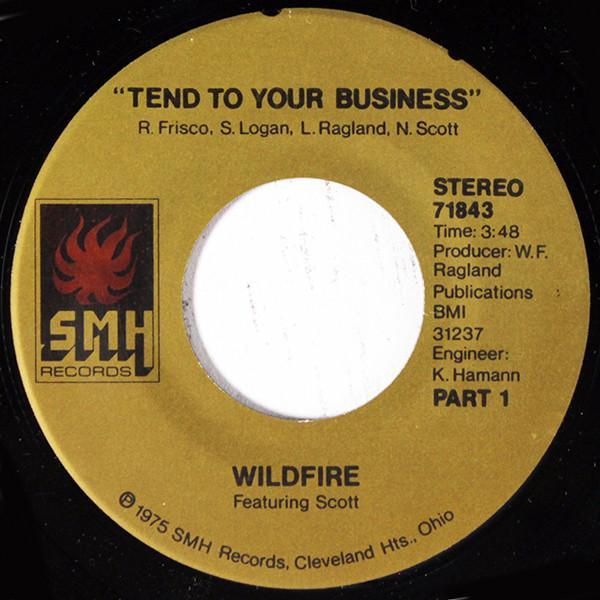 "TEND TO YOUR BUSINESS"
R. Frisco, S. Logan, L. Ragland, N. Scott
SMH
RECORDS
STEREO
71843
Time: 3:48
Producer: W. F.
Ragland
Publications
BMI
31237
Engineer:
K. Hamann
PART 1
WILDFIRE
Featuring Scott
℗ 1975 SMH Records, Cleveland Hts., Ohio